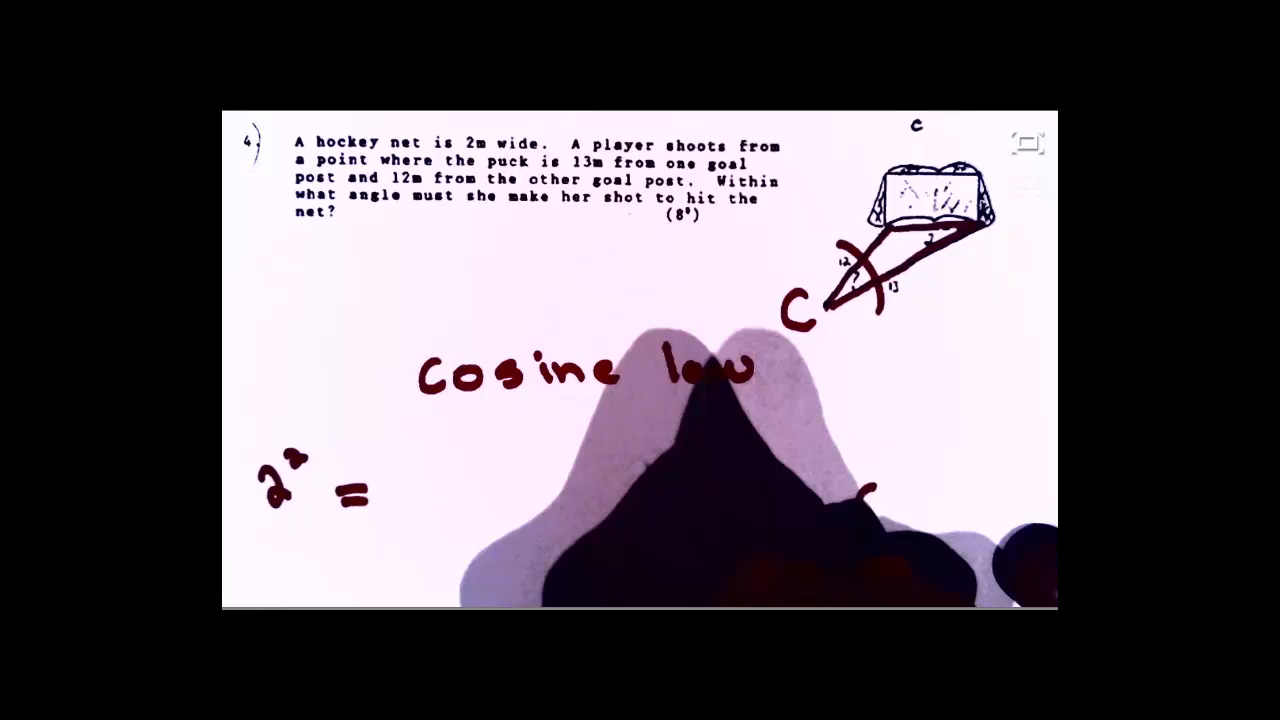 4) A hockey net is 2m wide. A player shoots from
a point where the puck is 13m from one goal
post and 12m from the other goal post. Within
what angle must she make her shot to hit the
net? (8°)
c
2
12
?
13
C
cosine law
2² =